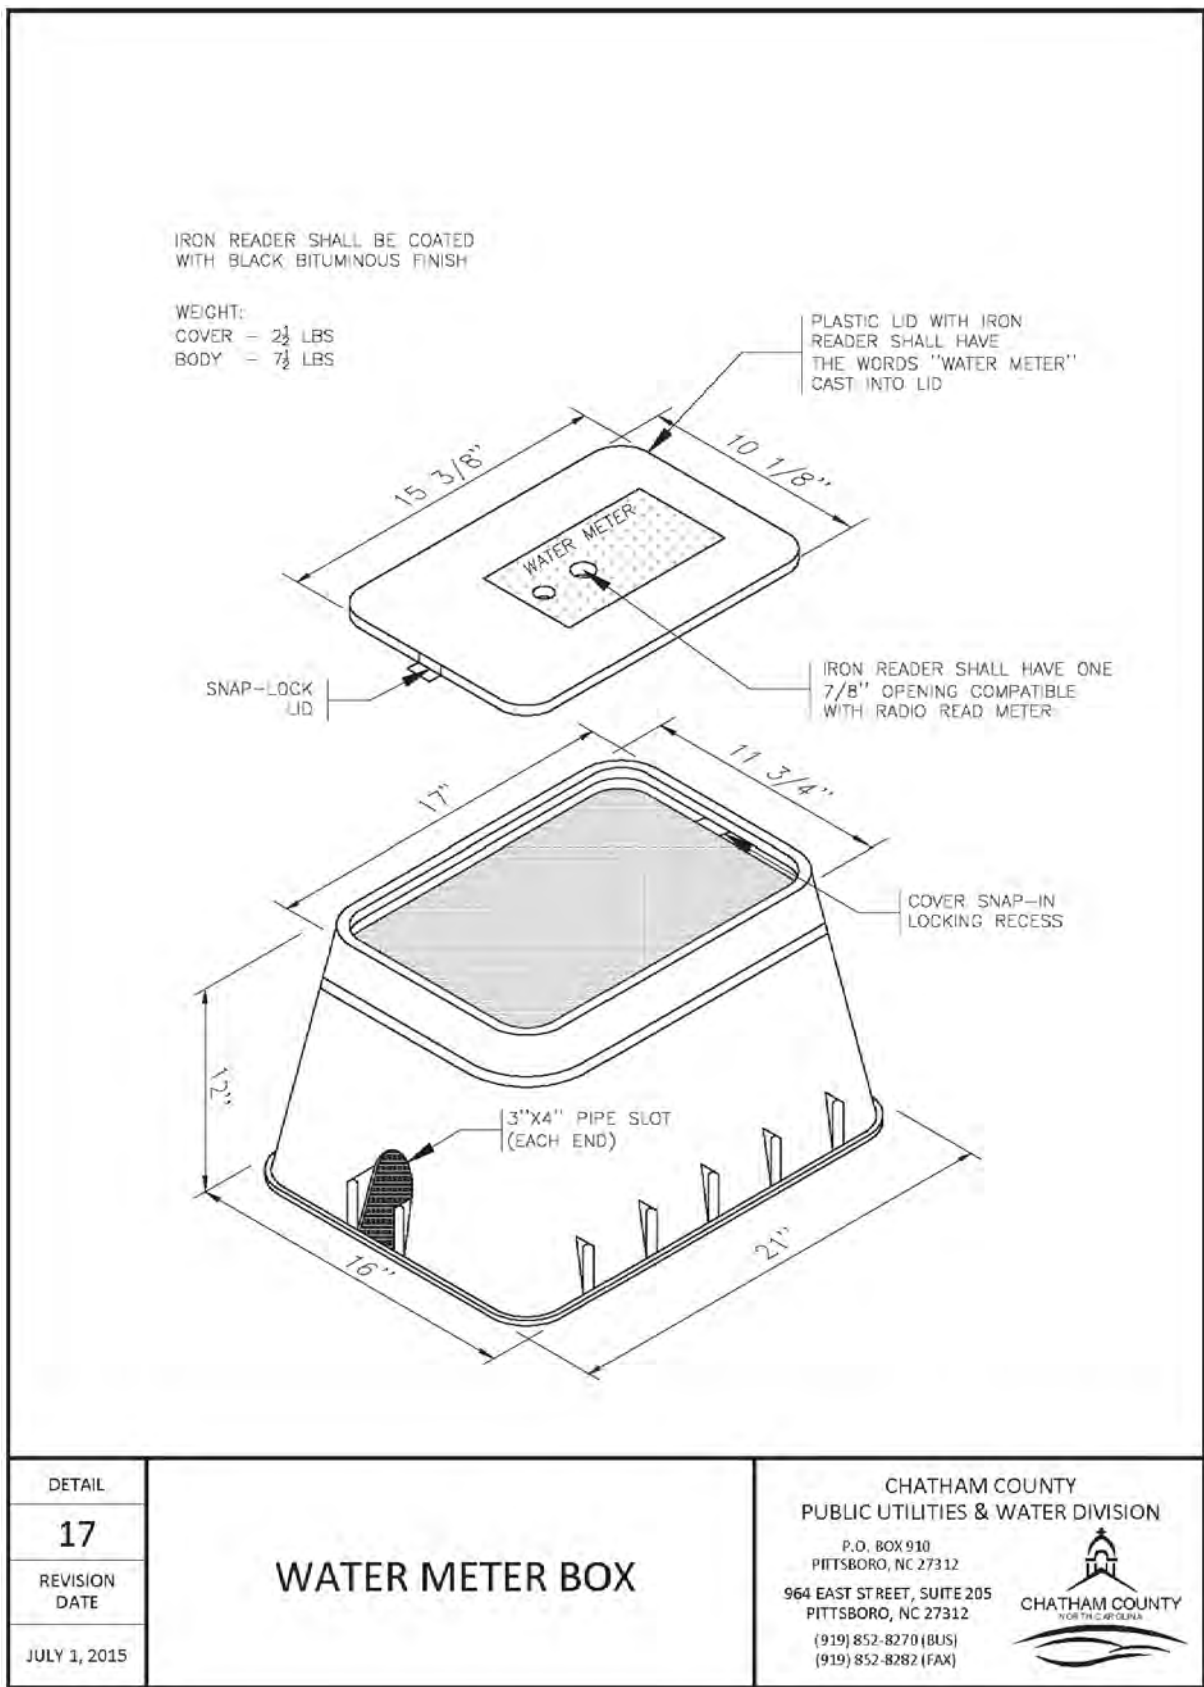 IRON READER SHALL BE COATED
WITH BLACK BITUMINOUS FINISH
WEIGHT:
COVER - 2½ LBS
BODY - 7½ LBS
PLASTIC LID WITH IRON
READER SHALL HAVE
THE WORDS "WATER METER"
CAST INTO LID
15 3/8"
10 1/8"
WATER METER
SNAP-LOCK
LID
IRON READER SHALL HAVE ONE
7/8" OPENING COMPATIBLE
WITH RADIO READ METER
17"
11 3/4"
COVER SNAP-IN
LOCKING RECESS
12"
3"X4" PIPE SLOT
(EACH END)
16"
21"
DETAIL
17
REVISION
DATE
JULY 1, 2015
WATER METER BOX
CHATHAM COUNTY
PUBLIC UTILITIES & WATER DIVISION
P.O. BOX 910
PITTSBORO, NC 27312
964 EAST STREET, SUITE 205
PITTSBORO, NC 27312
(919) 852-8270 (BUS)
(919) 852-8282 (FAX)
CHATHAM COUNTY
NORTH CAROLINA